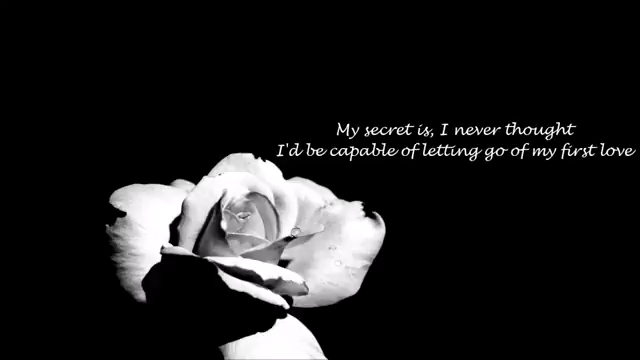 My secret is, I never thought
I'd be capable of letting go of my first love